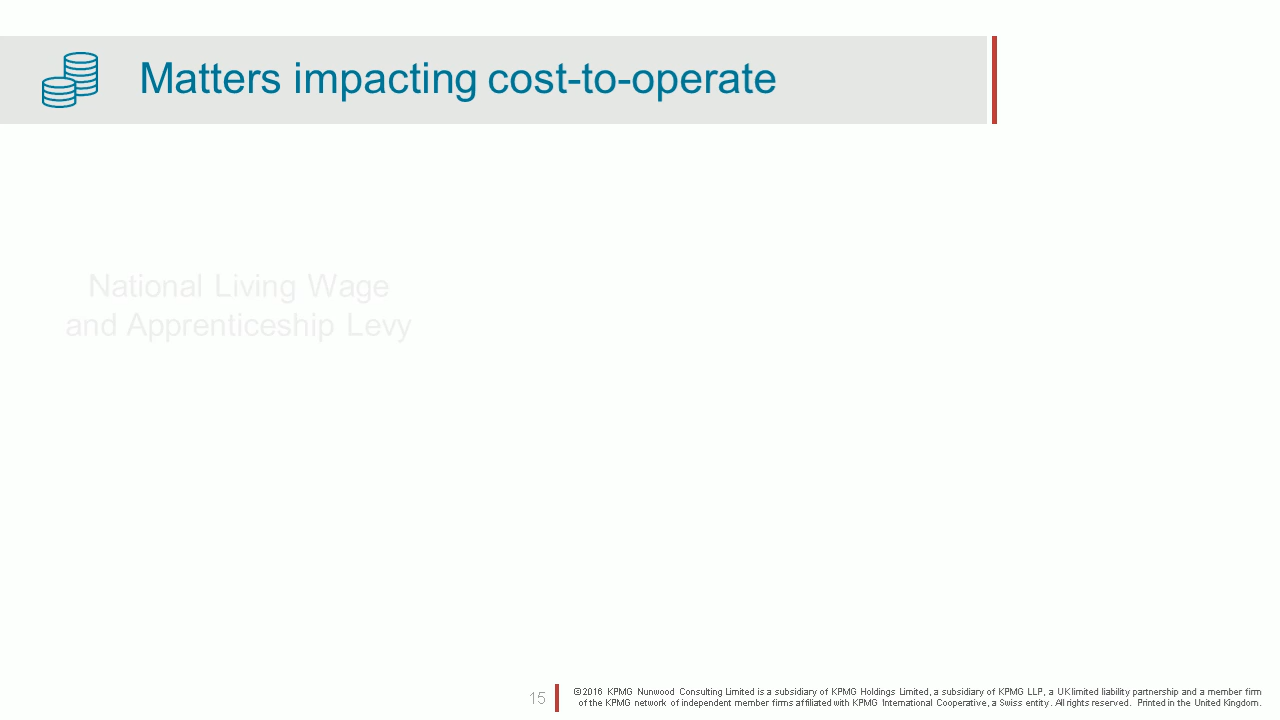 Matters impacting cost-to-operate
National Living Wage
and Apprenticeship Levy
15
©2016 KPMG Nunwood Consulting Limited is a subsidiary of KPMG Holdings Limited, a subsidiary of KPMG LLP, a UK limited liability partnership and a member firm
of the KPMG network of independent member firms affiliated with KPMG International Cooperative, a Swiss entity. All rights reserved. Printed in the United Kingdom.